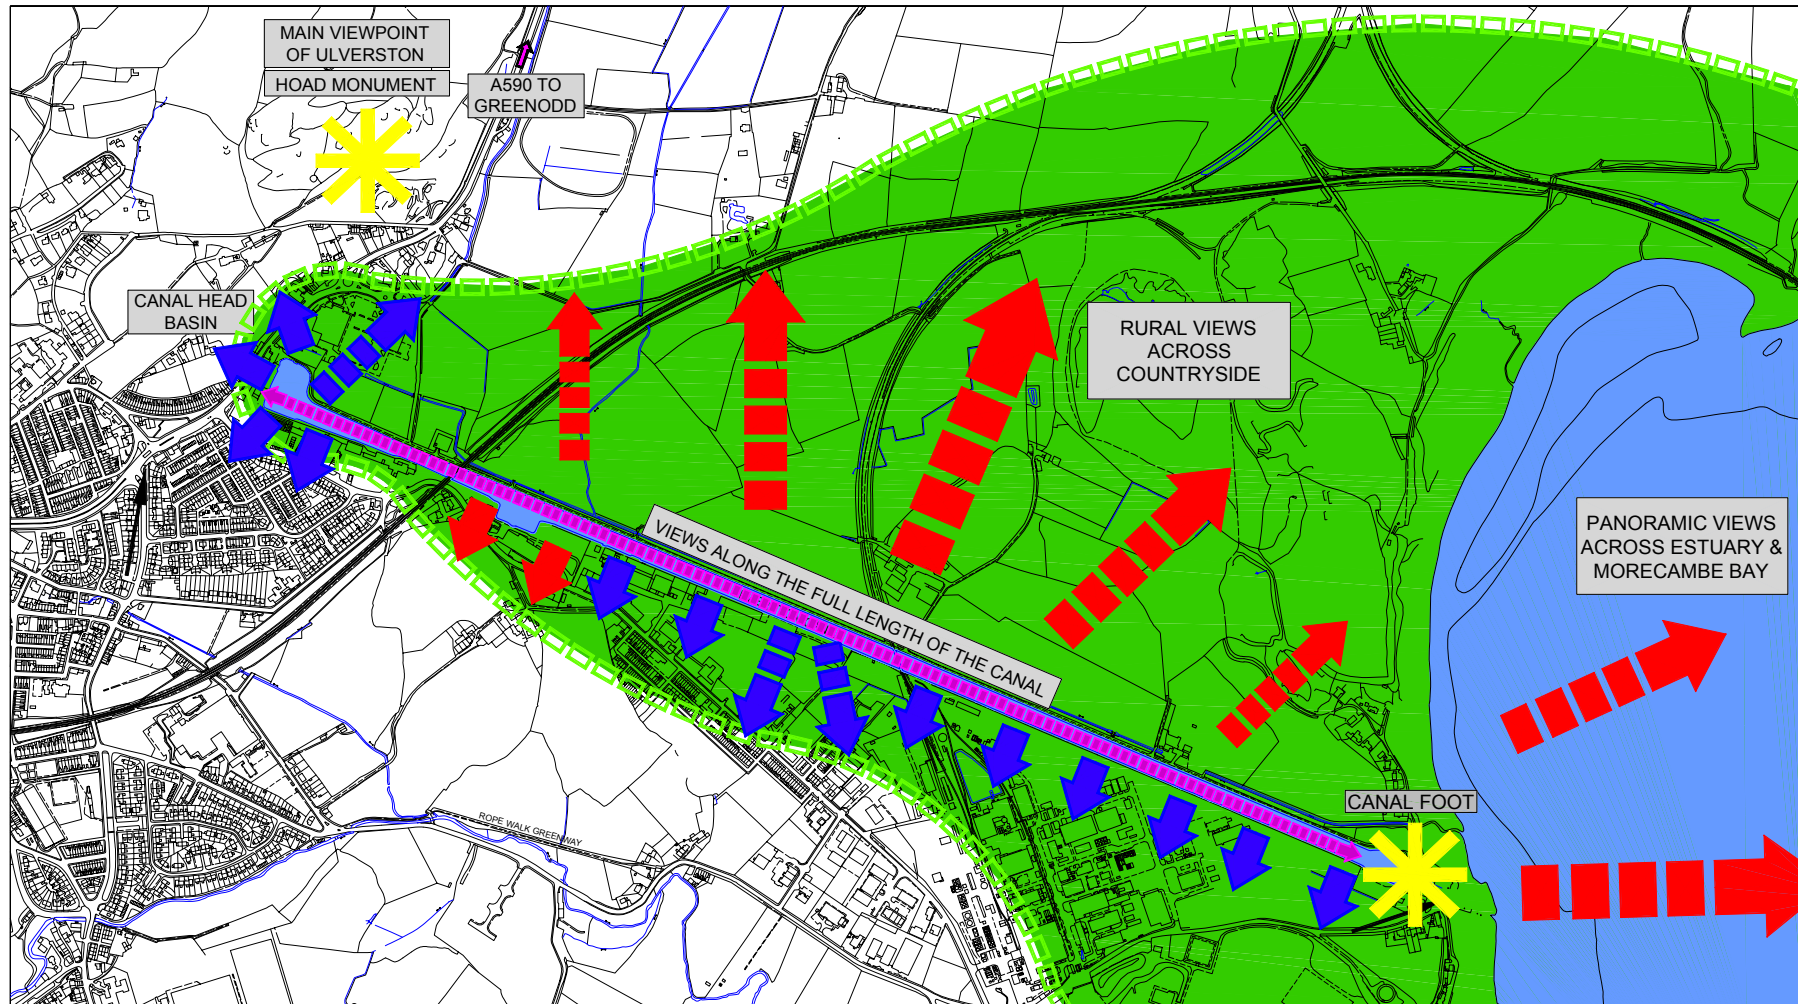 MAIN VIEWPOINT
OF ULVERSTON
HOAD MONUMENT
A590 TO
GREENODD
CANAL HEAD
BASIN
RURAL VIEWS
ACROSS
COUNTRYSIDE
PANORAMIC VIEWS
ACROSS ESTUARY &
MORECAMBE BAY
VIEWS ALONG THE FULL LENGTH OF THE CANAL
CANAL FOOT
ROPE WALK GREENWAY